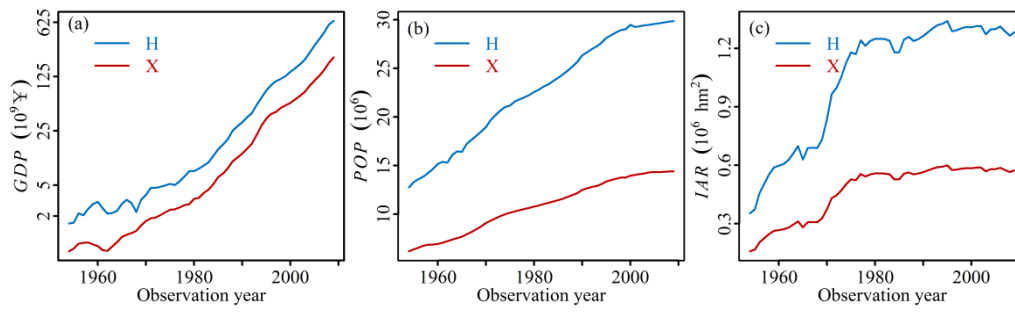 (a)
H
X
GDP (10⁹¥)
2
5
25
125
625
1960
1980
2000
Observation year
(b)
H
X
POP (10⁶)
10
15
20
25
30
1960
1980
2000
Observation year
(c)
H
X
IAR (10⁶ hm²)
0.3
0.6
0.9
1.2
1960
1980
2000
Observation year